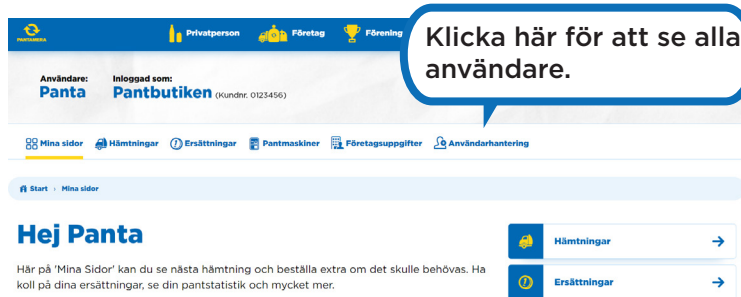 PANTAMERA
Privatperson
Företag
Förening
Klicka här för att se alla
användare.
Användare:
Panta
Inloggad som:
Pantbutiken (Kundnr. 0123456)
Mina sidor
Hämtningar
Ersättningar
Pantmaskiner
Företagsuppgifter
Användarhantering
Start › Mina sidor
Hej Panta
Här på 'Mina Sidor' kan du se nästa hämtning och beställa extra om det skulle behövas. Ha
koll på dina ersättningar, se din pantstatistik och mycket mer.
Hämtningar
Ersättningar